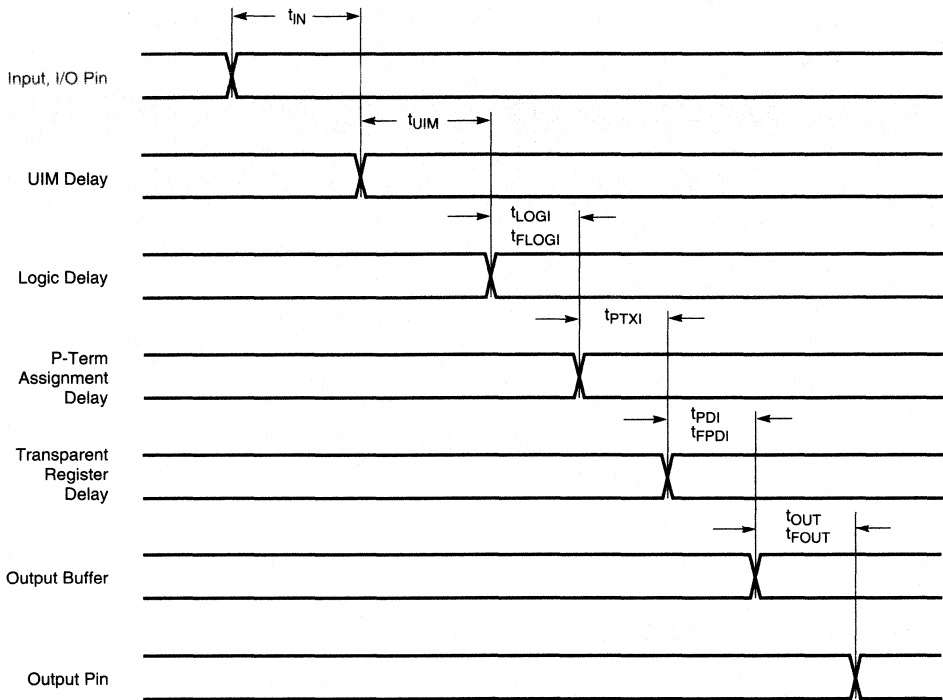 tIN
Input, I/O Pin
tUIM
UIM Delay
tLOGI
tFLOGI
Logic Delay
tPTXI
P-Term
Assignment
Delay
tPDI
tFPDI
Transparent
Register
Delay
tOUT
tFOUT
Output Buffer
Output Pin